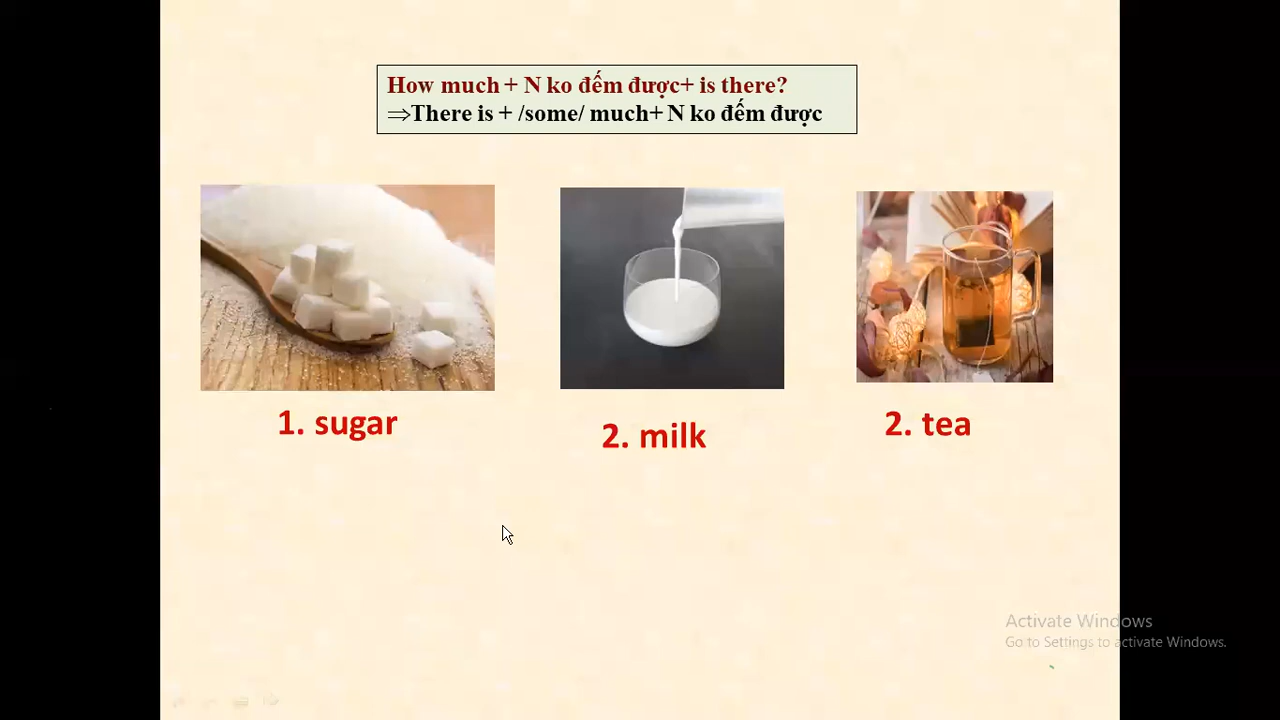 How much + N ko đếm được+ is there?
⇒There is + /some/ much+ N ko đếm được
1. sugar
2. milk
2. tea
Activate Windows
Go to Settings to activate Windows.